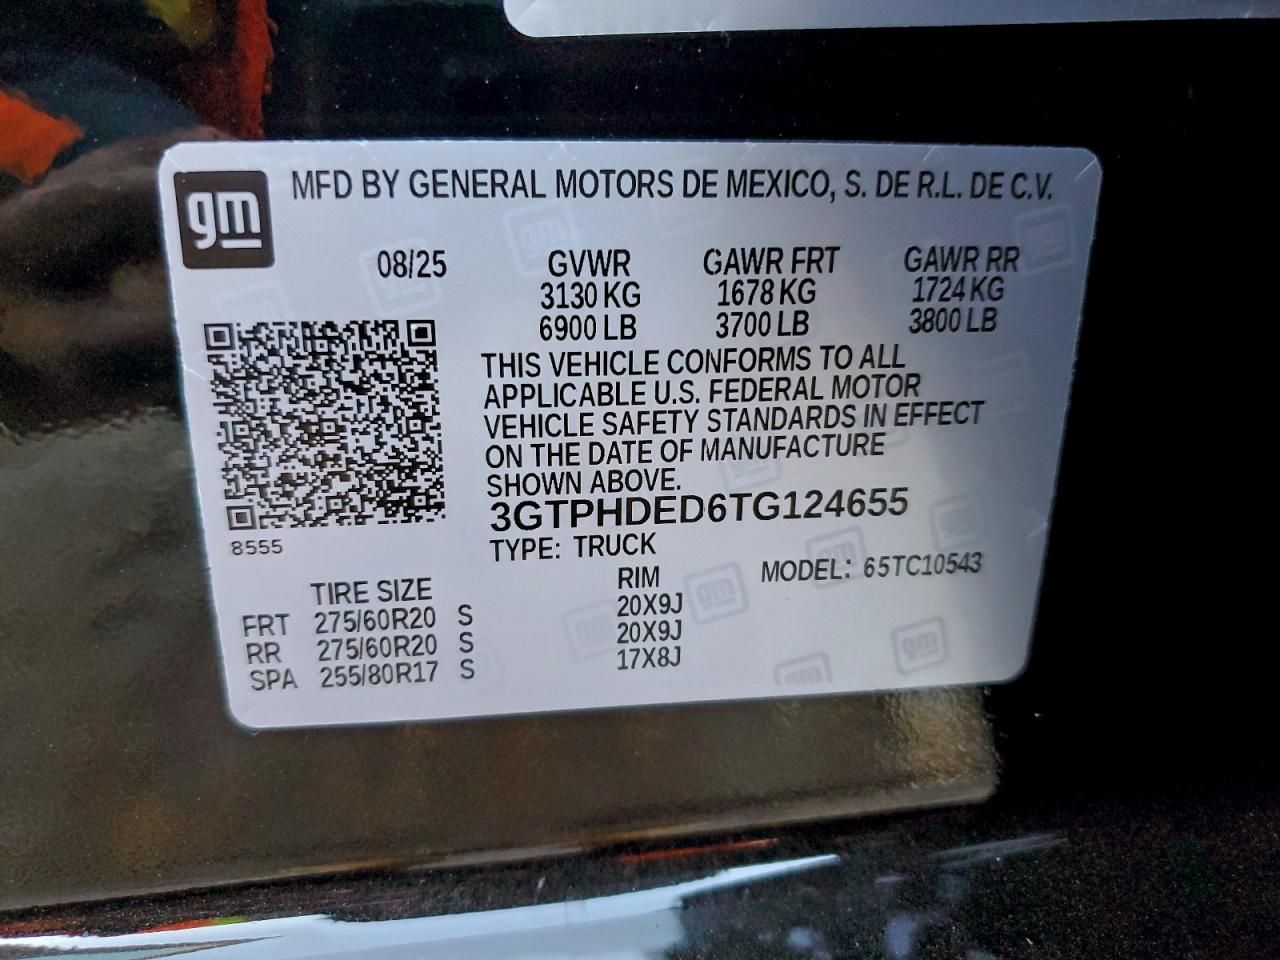 gm MFD BY GENERAL MOTORS DE MEXICO, S. DE R.L. DE C.V.
08/25 GVWR GAWR FRT GAWR RR
3130 KG 1678 KG 1724 KG
6900 LB 3700 LB 3800 LB
THIS VEHICLE CONFORMS TO ALL
APPLICABLE U.S. FEDERAL MOTOR
VEHICLE SAFETY STANDARDS IN EFFECT
ON THE DATE OF MANUFACTURE
SHOWN ABOVE.
3GTPHDED6TG124655
8555
TYPE: TRUCK
MODEL: 65TC10543
TIRE SIZE RIM
FRT 275/60R20 S 20X9J
RR 275/60R20 S 20X9J
SPA 255/80R17 S 17X8J